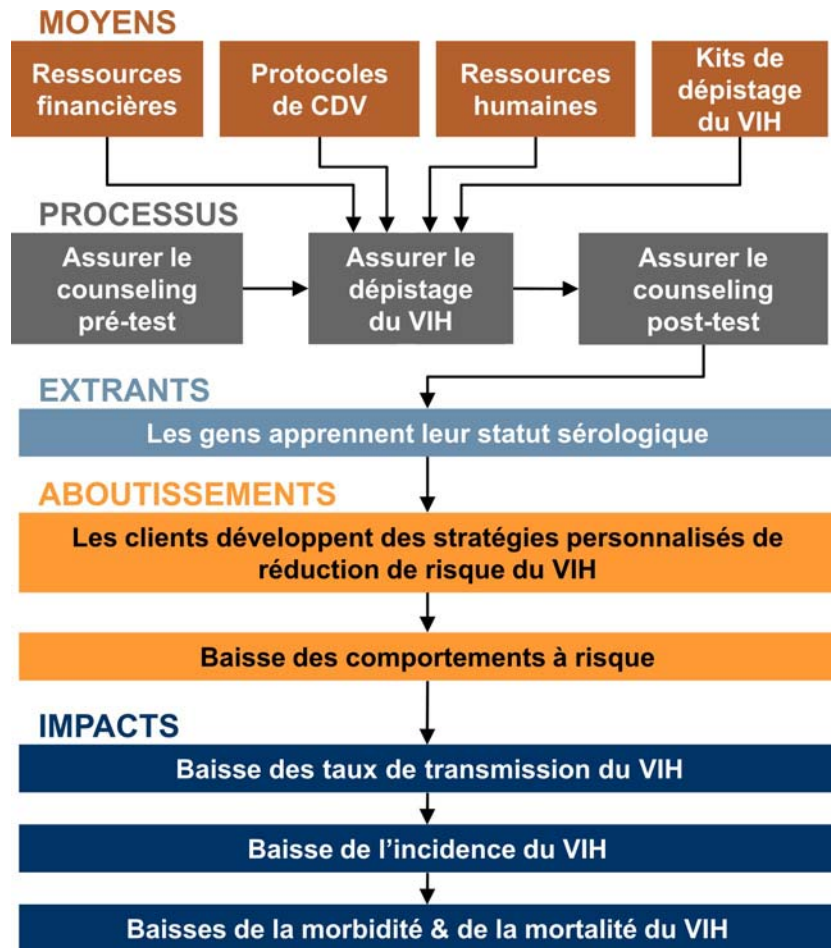 MOYENS
Ressources
financières
Protocoles
de CDV
Ressources
humaines
Kits de
dépistage
du VIH
PROCESSUS
Assurer le
counseling
pré-test
Assurer le
dépistage
du VIH
Assurer le
counseling
post-test
EXTRANTS
Les gens apprennent leur statut sérologique
ABOUTISSEMENTS
Les clients développent des stratégies personnalisés de
réduction de risque du VIH
Baisse des comportements à risque
IMPACTS
Baisse des taux de transmission du VIH
Baisse de l’incidence du VIH
Baisses de la morbidité & de la mortalité du VIH